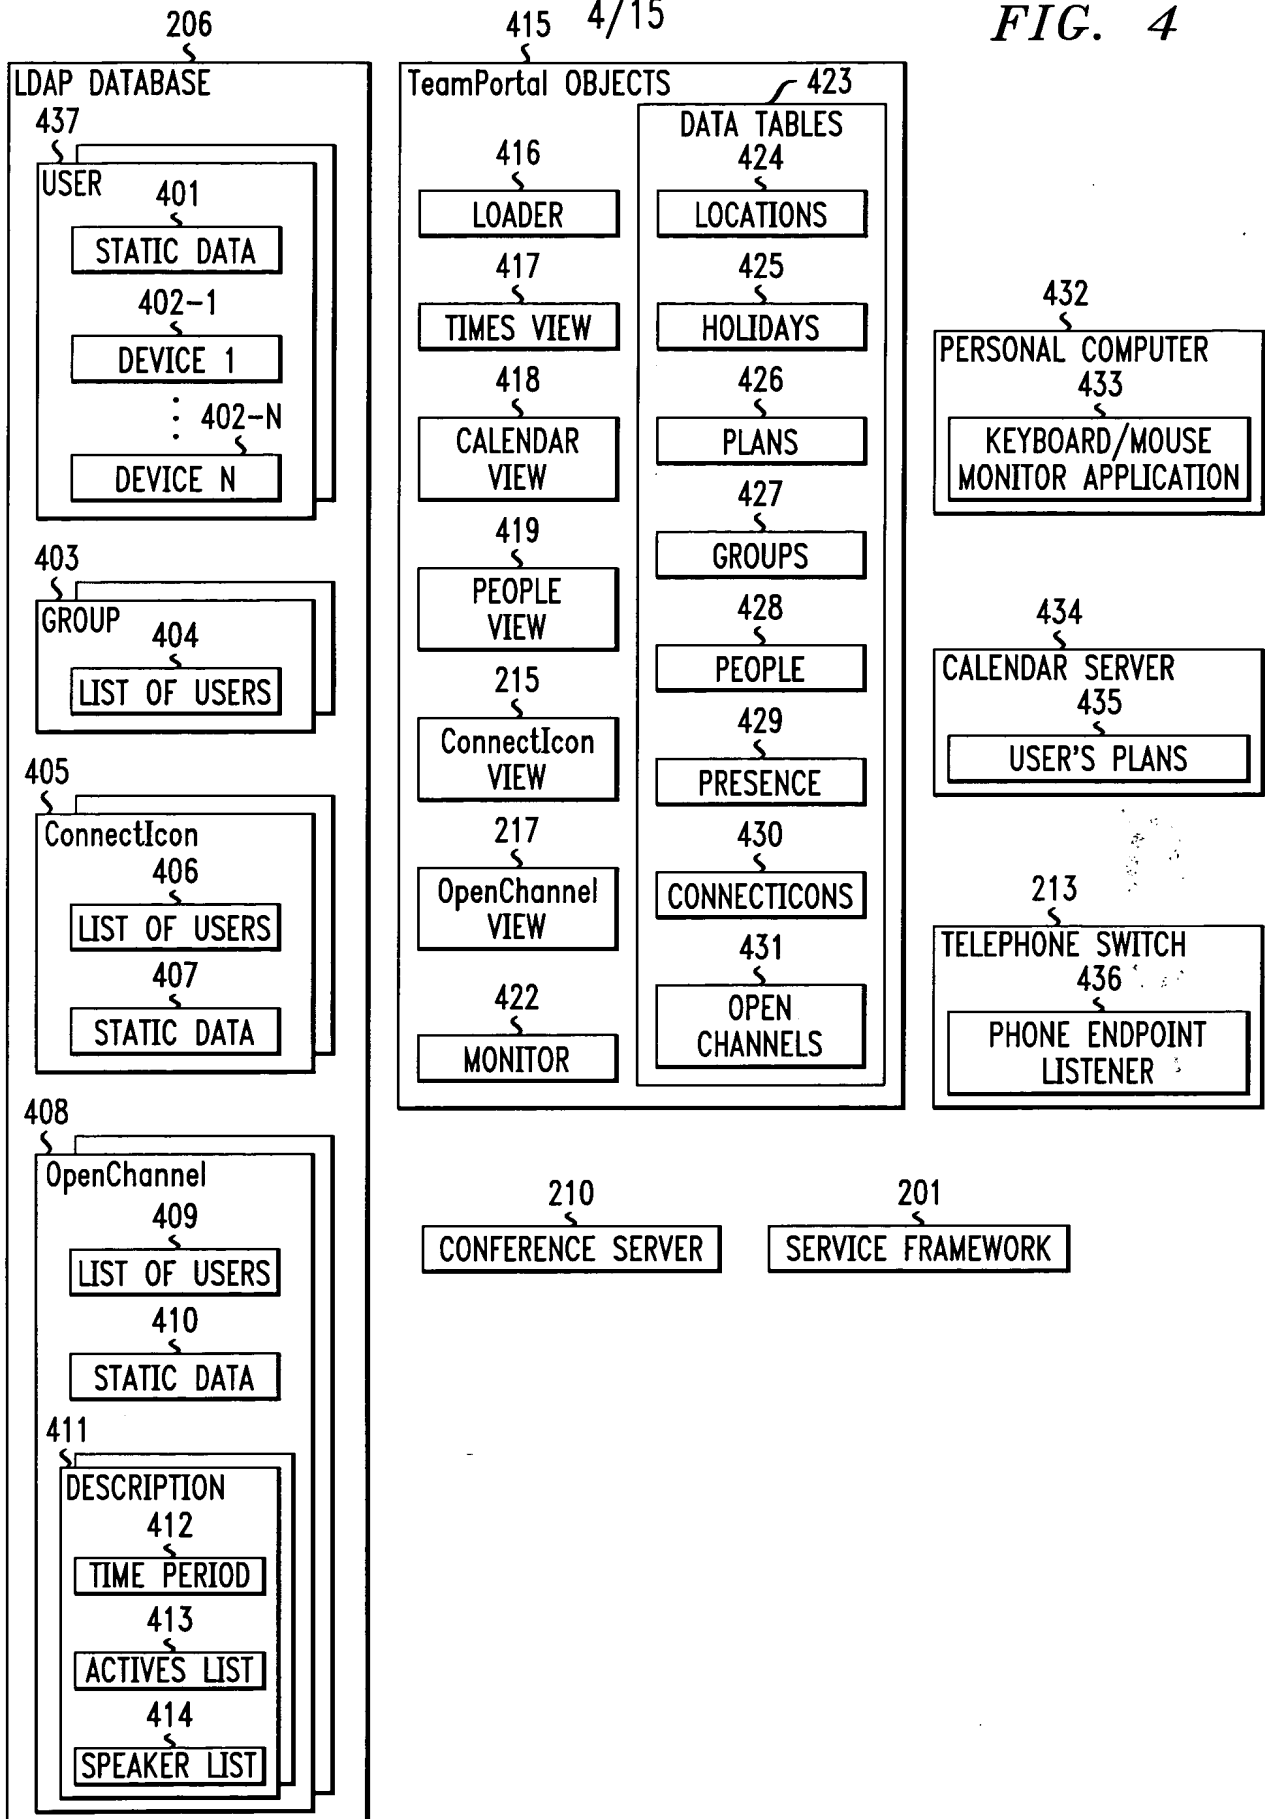 4/15
FIG. 4
206
LDAP DATABASE
437
USER
401
STATIC DATA
402-1
DEVICE 1
402-N
DEVICE N
403
GROUP
404
LIST OF USERS
405
ConnectIcon
406
LIST OF USERS
407
STATIC DATA
408
OpenChannel
409
LIST OF USERS
410
STATIC DATA
411
DESCRIPTION
412
TIME PERIOD
413
ACTIVES LIST
414
SPEAKER LIST
415
TeamPortal OBJECTS
416
LOADER
417
TIMES VIEW
418
CALENDAR
VIEW
419
PEOPLE
VIEW
215
ConnectIcon
VIEW
217
OpenChannel
VIEW
422
MONITOR
423
DATA TABLES
424
LOCATIONS
425
HOLIDAYS
426
PLANS
427
GROUPS
428
PEOPLE
429
PRESENCE
430
CONNECTICONS
431
OPEN
CHANNELS
432
PERSONAL COMPUTER
433
KEYBOARD/MOUSE
MONITOR APPLICATION
434
CALENDAR SERVER
435
USER'S PLANS
213
TELEPHONE SWITCH
436
PHONE ENDPOINT
LISTENER
210
CONFERENCE SERVER
201
SERVICE FRAMEWORK